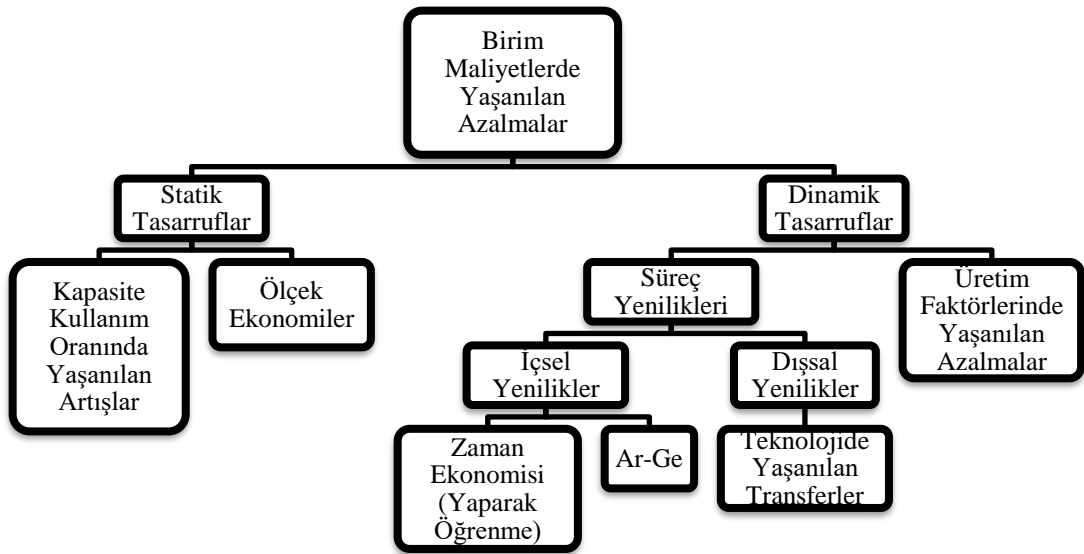 Birim
Maliyetlerde
Yaşanılan
Azalmalar
Statik
Tasarruflar
Dinamik
Tasarruflar
Kapasite
Kullanım
Oranında
Yaşanılan
Artışlar
Ölçek
Ekonomiler
Süreç
Yenilikleri
Üretim
Faktörlerinde
Yaşanılan
Azalmalar
İçsel
Yenilikler
Dışsal
Yenilikler
Zaman
Ekonomisi
(Yaparak
Öğrenme)
Ar-Ge
Teknolojide
Yaşanılan
Transferler